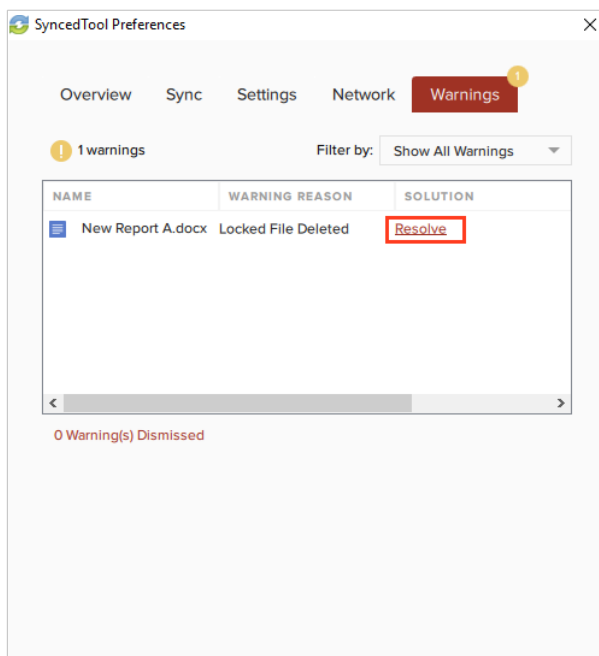 SyncedTool Preferences
Overview Sync Settings Network Warnings 1
! 1 warnings Filter by: Show All Warnings
NAME WARNING REASON SOLUTION
New Report A.docx Locked File Deleted Resolve
0 Warning(s) Dismissed